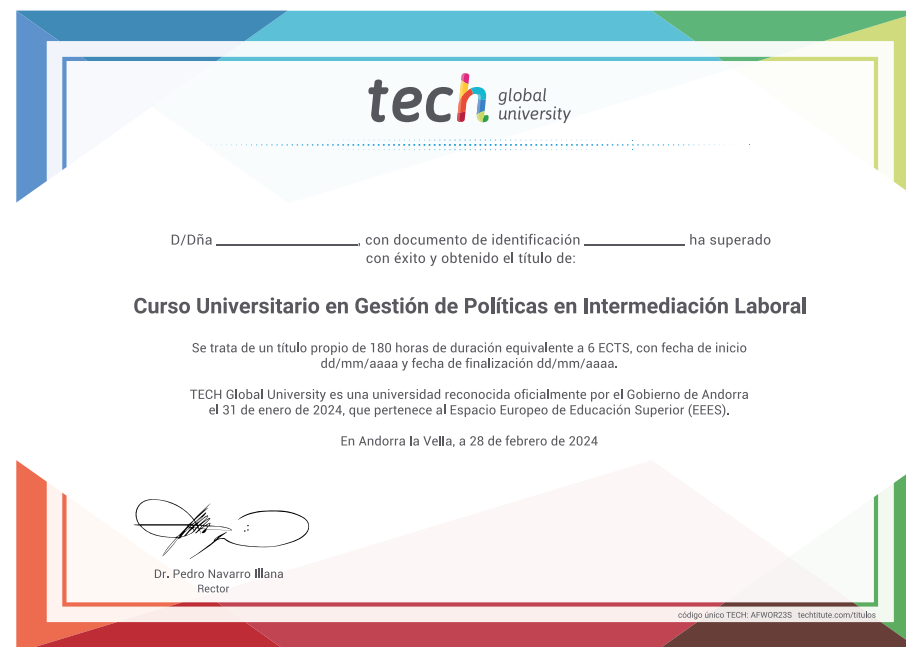 tech global university
D/Dña ____________________, con documento de identificación ______________ ha superado
con éxito y obtenido el título de:
Curso Universitario en Gestión de Políticas en Intermediación Laboral
Se trata de un título propio de 180 horas de duración equivalente a 6 ECTS, con fecha de inicio
dd/mm/aaaa y fecha de finalización dd/mm/aaaa.
TECH Global University es una universidad reconocida oficialmente por el Gobierno de Andorra
el 31 de enero de 2024, que pertenece al Espacio Europeo de Educación Superior (EEES).
En Andorra la Vella, a 28 de febrero de 2024
Dr. Pedro Navarro Illana
Rector
código único TECH: AFWOR23S techtitute.com/titulos